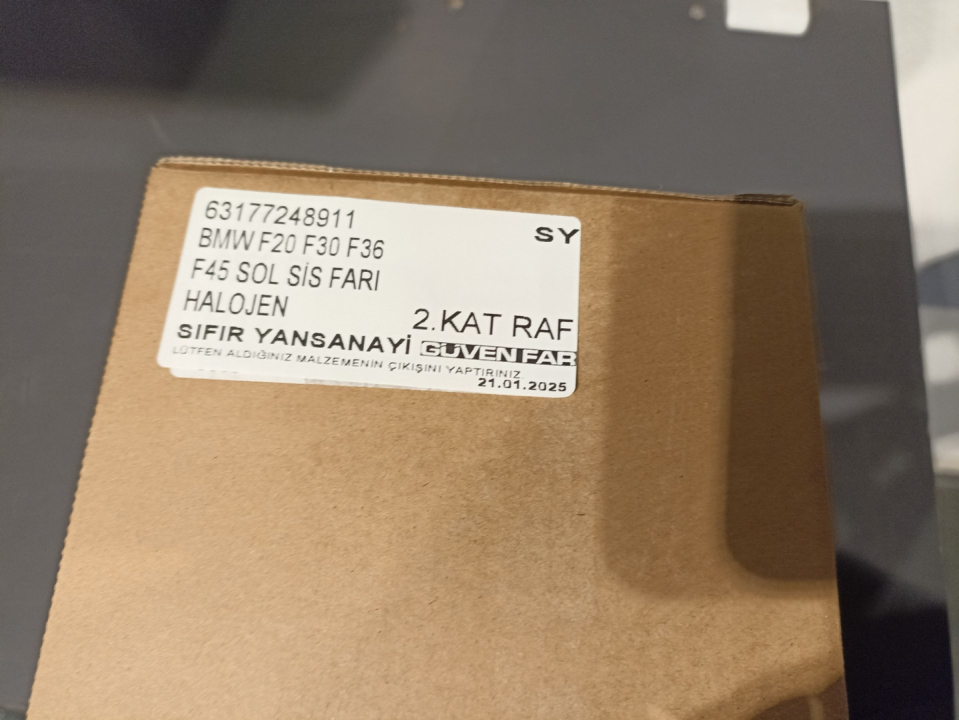 63177248911
SY
BMW F20 F30 F36
F45 SOL SİS FARI
HALOJEN
2.KAT RAF
SIFIR YANSANAYİ GÜVEN FAR
LÜTFEN ALDIĞINIZ MALZEMENİN ÇIKIŞINI YAPTIRINIZ
21.01.2025